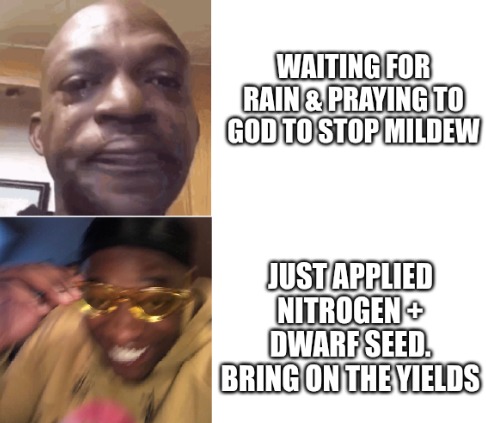 WAITING FOR
RAIN & PRAYING TO
GOD TO STOP MILDEW
JUST APPLIED
NITROGEN +
DWARF SEED.
BRING ON THE YIELDS